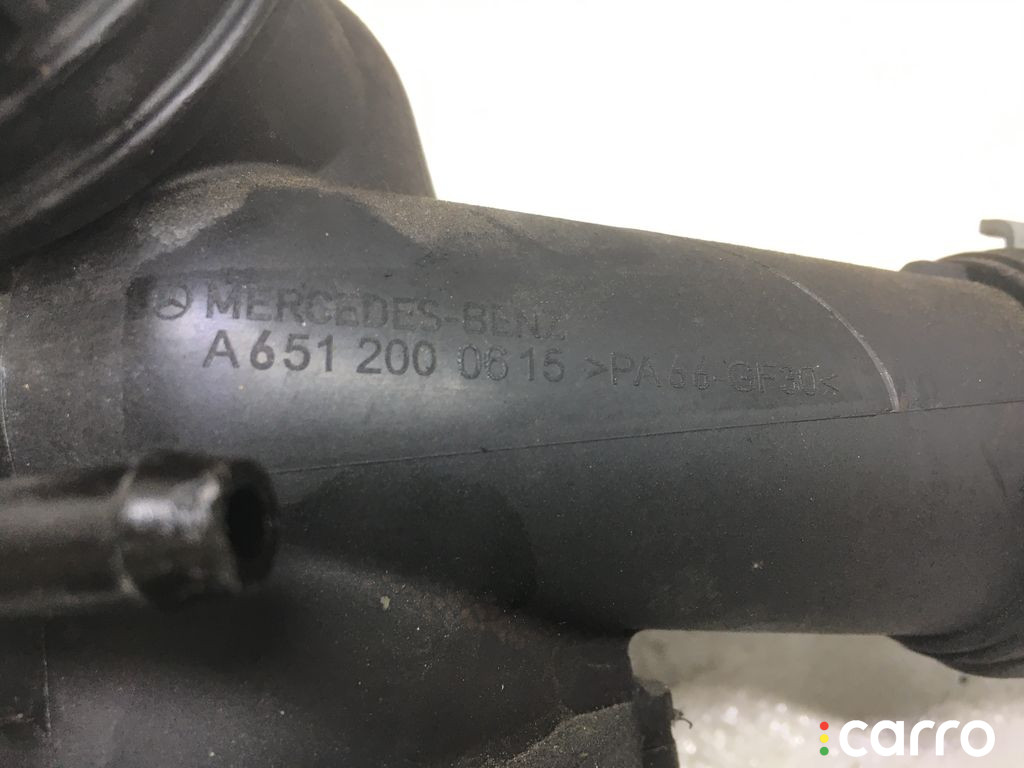 MERCEDES-BENZ
A 651 200 0615 >PA66-GF30<
carro